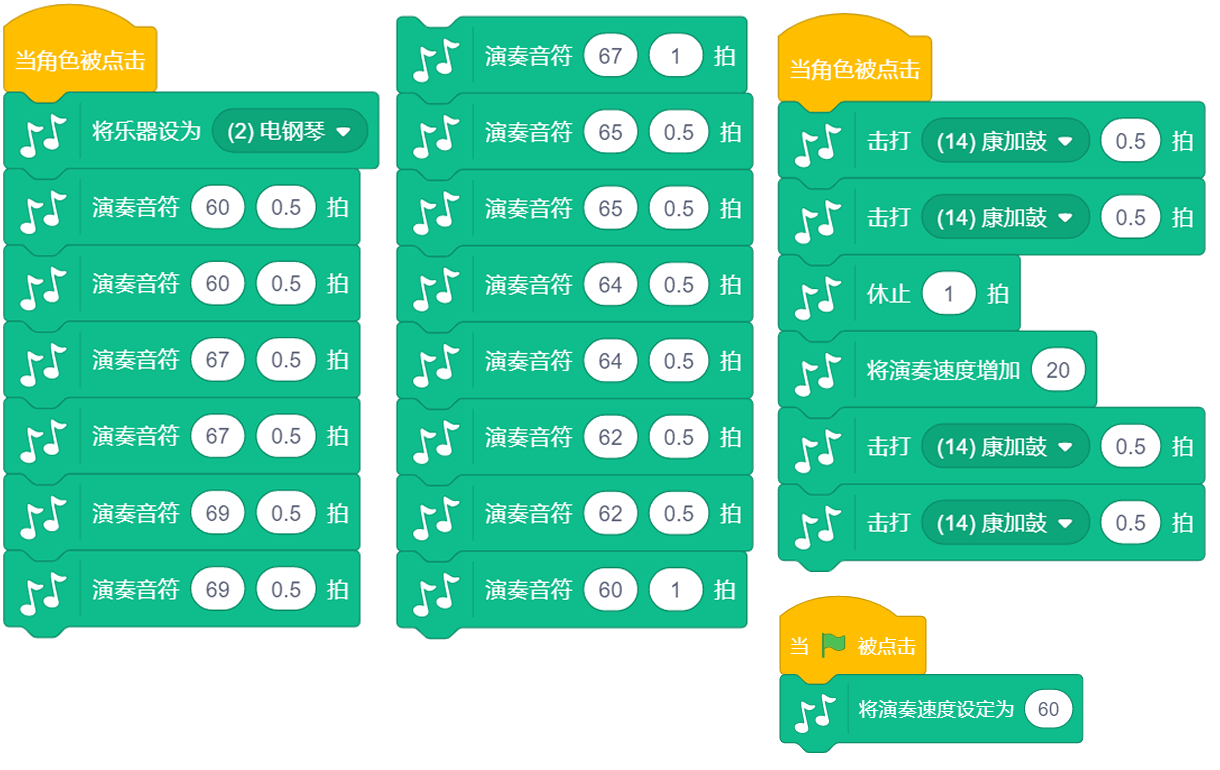 当角色被点击
将乐器设为 (2) 电钢琴
演奏音符 60 0.5 拍
演奏音符 60 0.5 拍
演奏音符 67 0.5 拍
演奏音符 67 0.5 拍
演奏音符 69 0.5 拍
演奏音符 69 0.5 拍
演奏音符 67 1 拍
演奏音符 65 0.5 拍
演奏音符 65 0.5 拍
演奏音符 64 0.5 拍
演奏音符 64 0.5 拍
演奏音符 62 0.5 拍
演奏音符 62 0.5 拍
演奏音符 60 1 拍
当角色被点击
击打 (14) 康加鼓 0.5 拍
击打 (14) 康加鼓 0.5 拍
休止 1 拍
将演奏速度增加 20
击打 (14) 康加鼓 0.5 拍
击打 (14) 康加鼓 0.5 拍
当 被点击
将演奏速度设定为 60